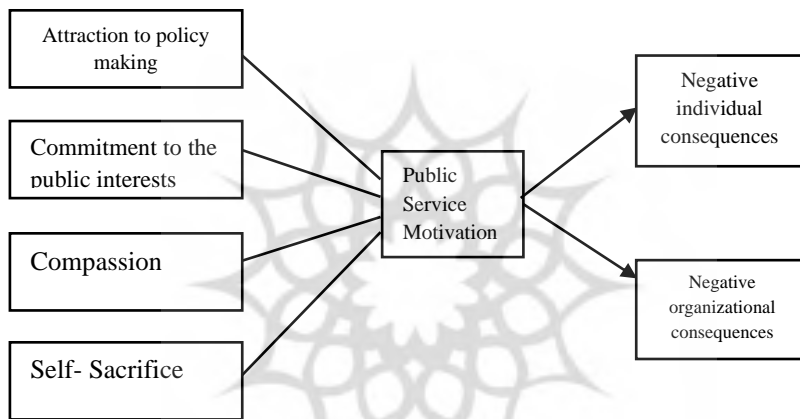 Attraction to policy
making
Commitment to the
public interests
Compassion
Self- Sacrifice
Public
Service
Motivation
Negative
individual
consequences
Negative
organizational
consequences